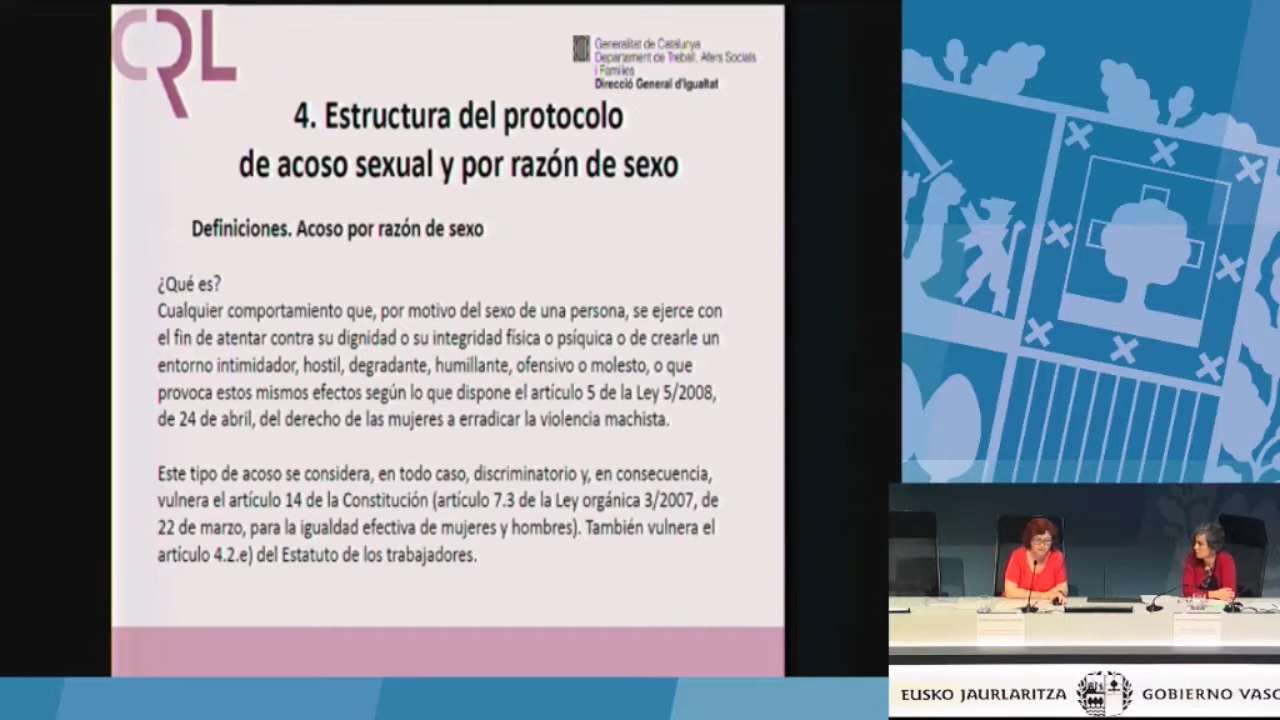 CRL
Generalitat de Catalunya
Departament de Treball, Afers Socials
i Famílies
Direcció General d'Igualtat
4. Estructura del protocolo
de acoso sexual y por razón de sexo
Definiciones. Acoso por razón de sexo
¿Qué es?
Cualquier comportamiento que, por motivo del sexo de una persona, se ejerce con
el fin de atentar contra su dignidad o su integridad física o psíquica o de crearle un
entorno intimidador, hostil, degradante, humillante, ofensivo o molesto, o que
provoca estos mismos efectos según lo que dispone el artículo 5 de la Ley 5/2008,
de 24 de abril, del derecho de las mujeres a erradicar la violencia machista.
Este tipo de acoso se considera, en todo caso, discriminatorio y, en consecuencia,
vulnera el artículo 14 de la Constitución (artículo 7.3 de la Ley orgánica 3/2007, de
22 de marzo, para la igualdad efectiva de mujeres y hombres). También vulnera el
artículo 4.2.e) del Estatuto de los trabajadores.
EUSKO JAURLARITZA GOBIERNO VASC